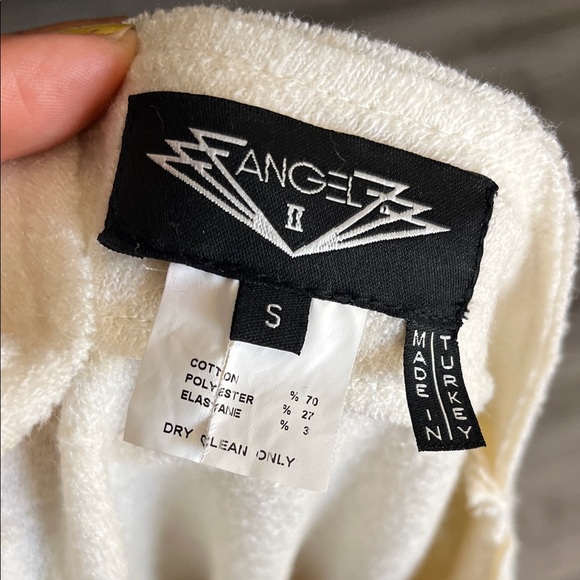 ANGEL
II
S
COTTON % 70
POLYESTER % 27
ELASTANE % 3
DRY CLEAN ONLY
MADE IN
TURKEY